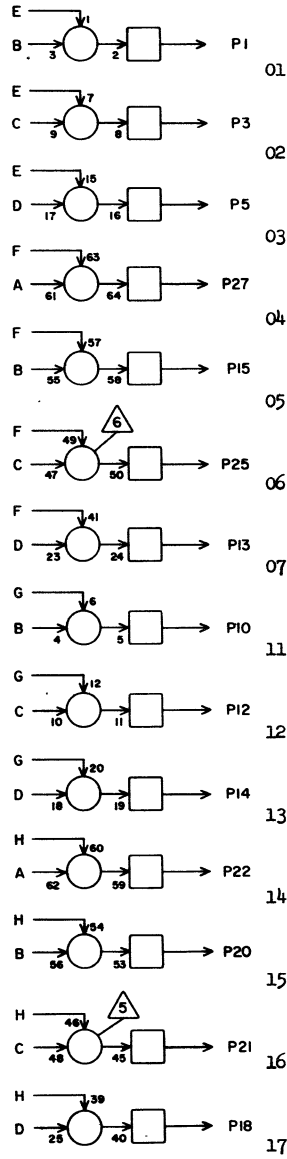 E 1
B 3 2 P1
01
E 7
C 9 8 P3
02
E 15
D 17 16 P5
03
F 63
A 61 64 P27
04
F 57
B 55 58 P15
05
6
F 49
C 47 50 P25
06
F 41
D 23 24 P13
07
G 6
B 4 5 P10
11
G 12
C 10 11 P12
12
G 20
D 18 19 P14
13
H 60
A 62 59 P22
14
H 54
B 56 53 P20
15
5
H 46
C 48 45 P21
16
H 39
D 25 40 P18
17